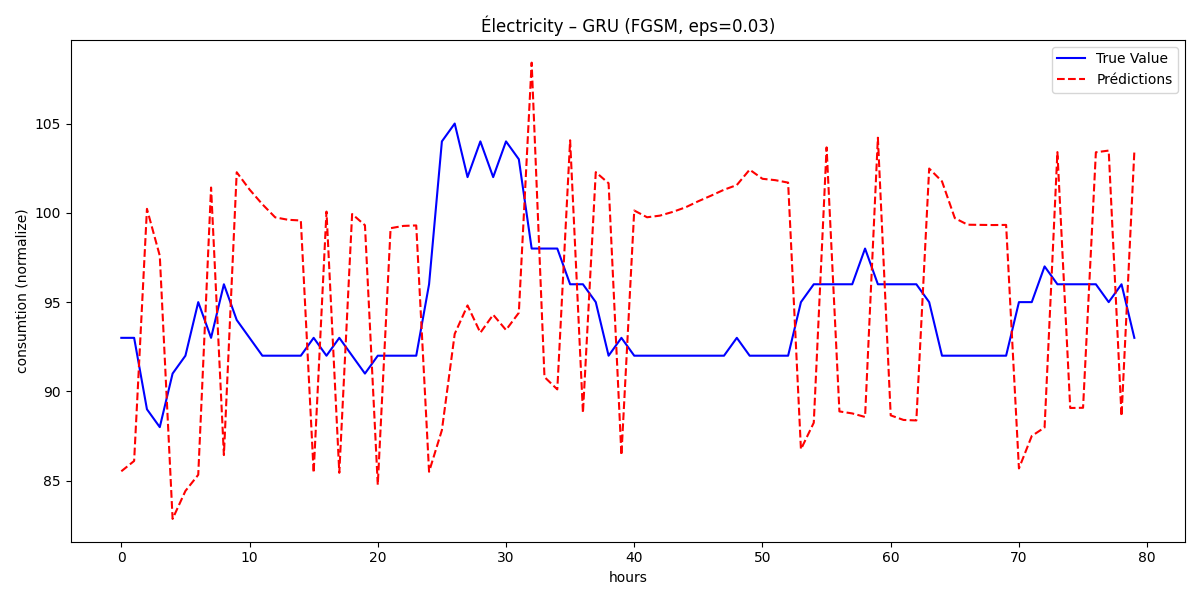 Électricity – GRU (FGSM, eps=0.03)
True Value
Prédictions
consumtion (normalize)
105
100
95
90
85
0 10 20 30 40 50 60 70 80
hours